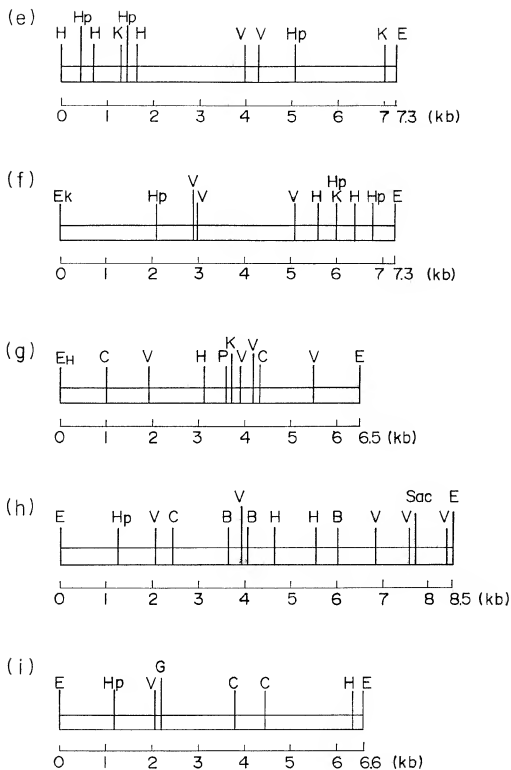 (e)
Hp Hp
H H K H V V Hp K E
0 1 2 3 4 5 6 7 7.3 (kb)
(f)
V Hp
Ek Hp V V H K H Hp E
0 1 2 3 4 5 6 7 7.3 (kb)
(g)
K V
EH C V H P V C V E
0 1 2 3 4 5 6 6.5 (kb)
(h)
V Sac E
E Hp V C B B H H B V V V
0 1 2 3 4 5 6 7 8 8.5 (kb)
(i)
G
E Hp V C C H E
0 1 2 3 4 5 6 6.6 (kb)